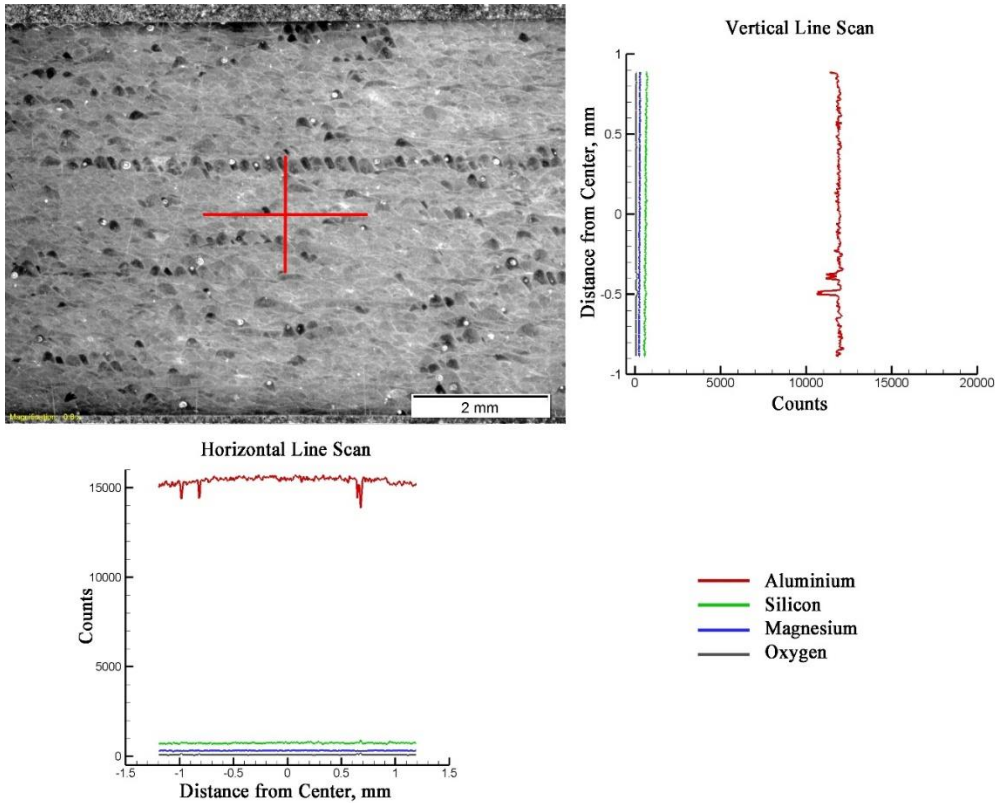 Vertical Line Scan
1
0.5
0
-0.5
-1
Distance from Center, mm
0 5000 10000 15000 20000
Counts
2 mm
Horizontal Line Scan
15000
10000
5000
0
Counts
-1.5 -1 -0.5 0 0.5 1 1.5
Distance from Center, mm
Aluminium
Silicon
Magnesium
Oxygen